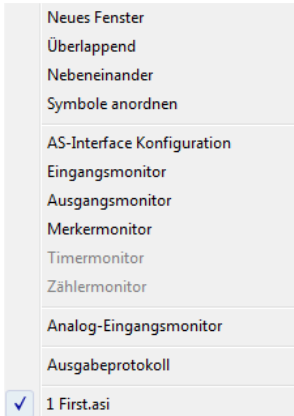 Neues Fenster
Überlappend
Nebeneinander
Symbole anordnen
AS-Interface Konfiguration
Eingangsmonitor
Ausgangsmonitor
Merkermonitor
Timermonitor
Zählermonitor
Analog-Eingangsmonitor
Ausgabeprotokoll
1 First.asi